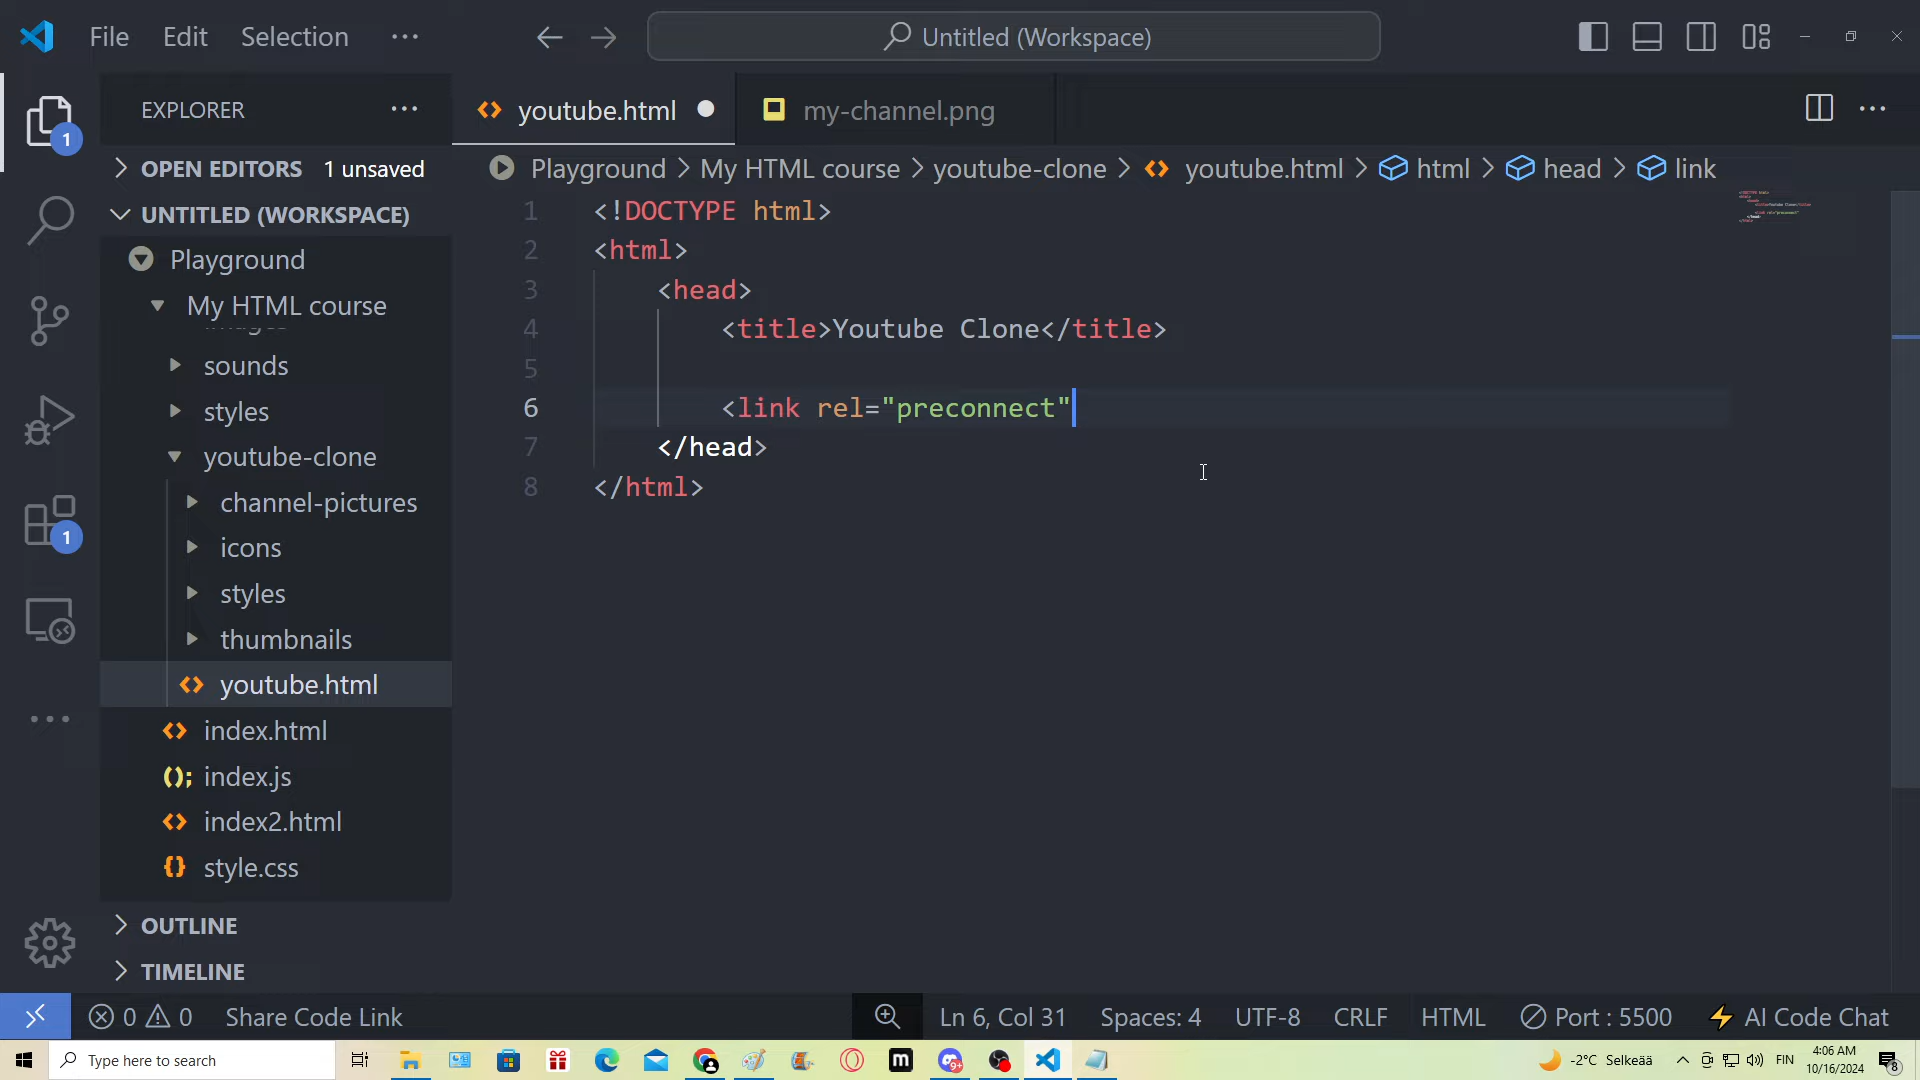 File Edit Selection
Untitled (Workspace)
EXPLORER
youtube.html
my-channel.png
OPEN EDITORS 1 unsaved
Playground > My HTML course > youtube-clone > youtube.html > html > head > link
UNTITLED (WORKSPACE)
Playground
My HTML course
images
sounds
styles
youtube-clone
channel-pictures
icons
styles
thumbnails
youtube.html
index.html
index.js
index2.html
style.css
OUTLINE
TIMELINE
1
1
1 <!DOCTYPE html>
2 <html>
3 <head>
4 <title>Youtube Clone</title>
5
6 <link rel="preconnect"
7 </head>
8 </html>
0 0 Share Code Link
Ln 6, Col 31 Spaces: 4 UTF-8 CRLF HTML Port : 5500 AI Code Chat
Type here to search
m
9+
-2°C Selkeää
FIN
4:06 AM
10/16/2024
8